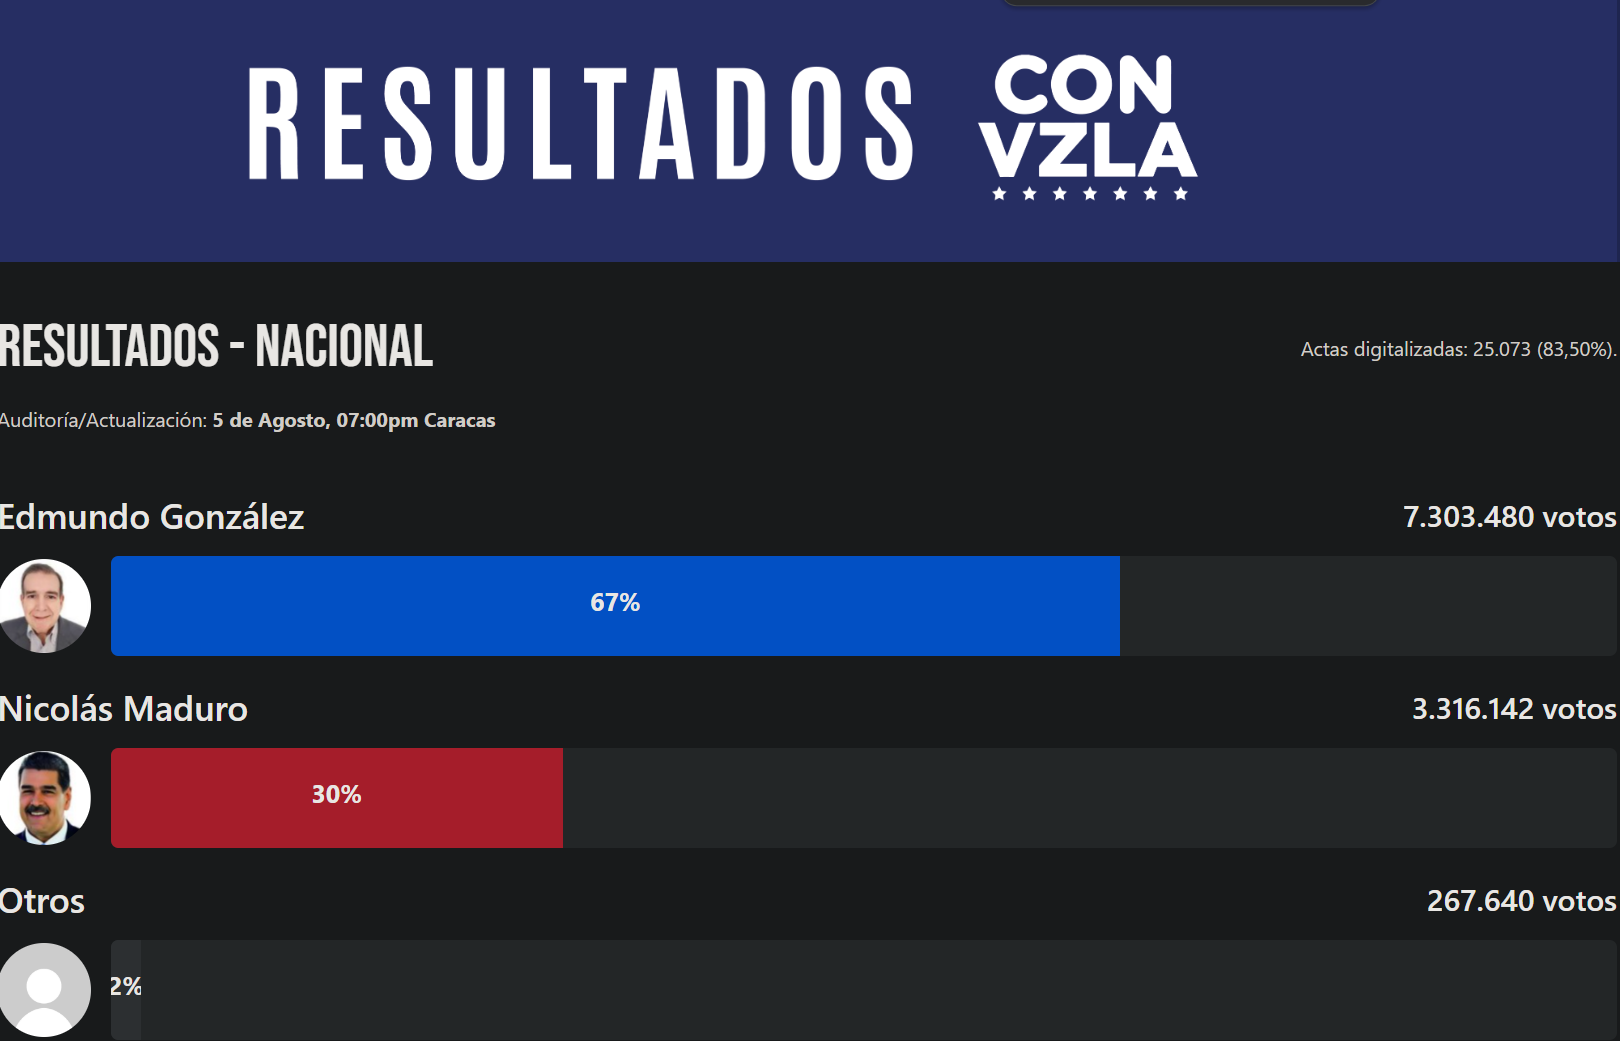 RESULTADOS
CON
VZLA
RESULTADOS - NACIONAL
Actas digitalizadas: 25.073 (83,50%).
Auditoría/Actualización: 5 de Agosto, 07:00pm Caracas
Edmundo González
7.303.480 votos
67%
Nicolás Maduro
3.316.142 votos
30%
Otros
267.640 votos
2%